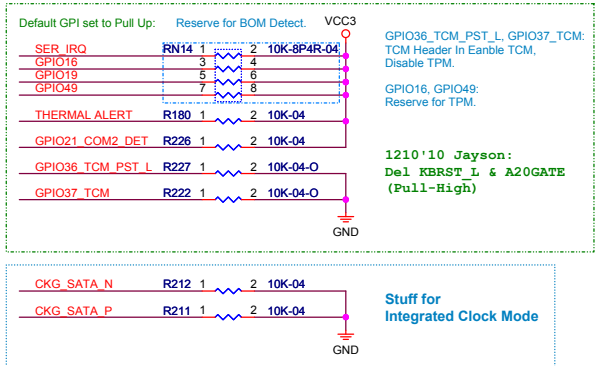 Default GPI set to Pull Up: Reserve for BOM Detect. VCC3
SER_IRQ RN14 1 2 10K-8P4R-04
GPIO16 3 4
GPIO19 5 6
GPIO49 7 8
THERMAL ALERT R180 1 2 10K-04
GPIO21_COM2_DET R226 1 2 10K-04
GPIO36_TCM_PST_L R227 1 2 10K-04-O
GPIO37_TCM R222 1 2 10K-04-O
GND
GPIO36_TCM_PST_L, GPIO37_TCM:
TCM Header In Eanble TCM,
Disable TPM.
GPIO16, GPIO49:
Reserve for TPM.
1210'10 Jayson:
Del KBRST_L & A20GATE
(Pull-High)
CKG_SATA_N R212 1 2 10K-04
CKG_SATA_P R211 1 2 10K-04
GND
Stuff for
Integrated Clock Mode